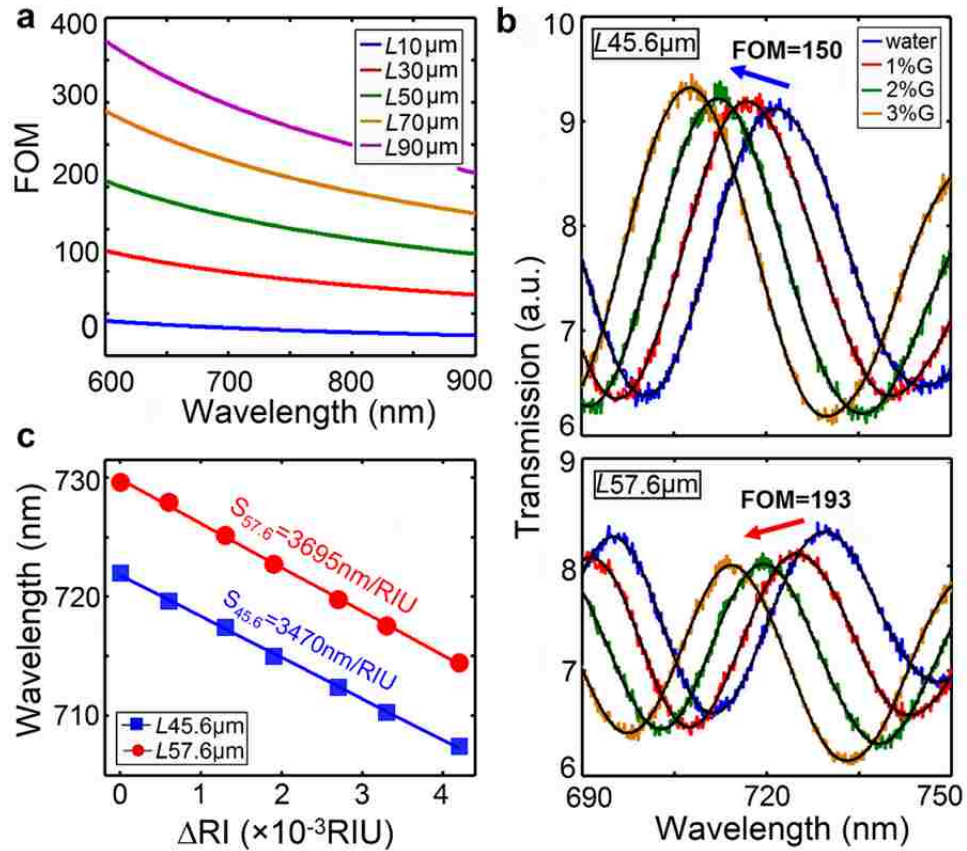 a
400
300
200
100
0
FOM
L10μm
L30μm
L50μm
L70μm
L90μm
600
700
800
900
Wavelength (nm)
b
10
9
8
7
6
L45.6μm
FOM=150
water
1%G
2%G
3%G
Transmission (a.u.)
9
8
7
6
L57.6μm
FOM=193
690
720
750
Wavelength (nm)
c
730
720
710
Wavelength (nm)
S57.6=3695nm/RIU
S45.6=3470nm/RIU
L45.6μm
L57.6μm
0
1
2
3
4
ΔRI (×10-3RIU)